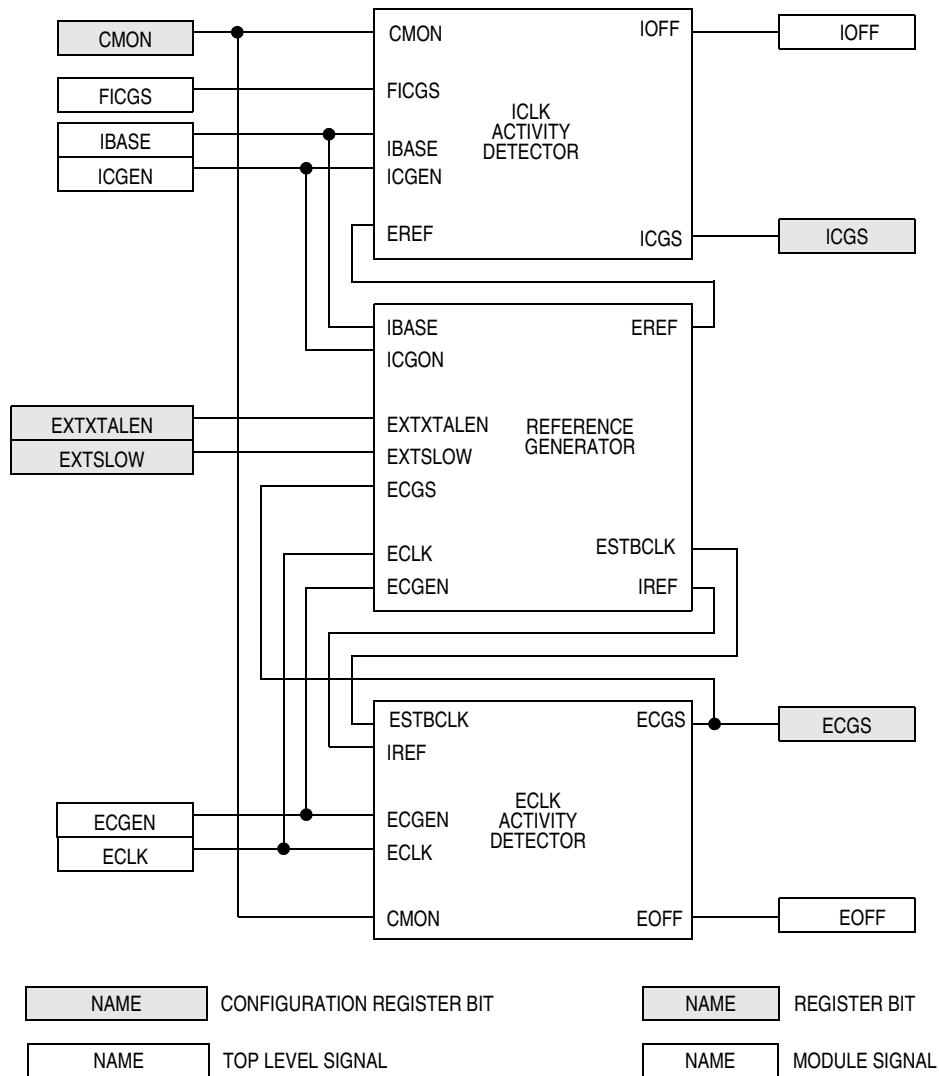 CMON
FICGS
IBASE
ICGEN
CMON
FICGS
IBASE
ICGEN
EREF
ICLK
ACTIVITY
DETECTOR
IOFF
ICGS
IOFF
ICGS
EXTXTALEN
EXTSLOW
IBASE
ICGON
EXTXTALEN
EXTSLOW
ECGS
ECLK
ECGEN
REFERENCE
GENERATOR
EREF
ESTBCLK
IREF
ECGEN
ECLK
ESTBCLK
IREF
ECGEN
ECLK
CMON
ECLK
ACTIVITY
DETECTOR
ECGS
EOFF
ECGS
EOFF
NAME CONFIGURATION REGISTER BIT
NAME REGISTER BIT
NAME TOP LEVEL SIGNAL
NAME MODULE SIGNAL